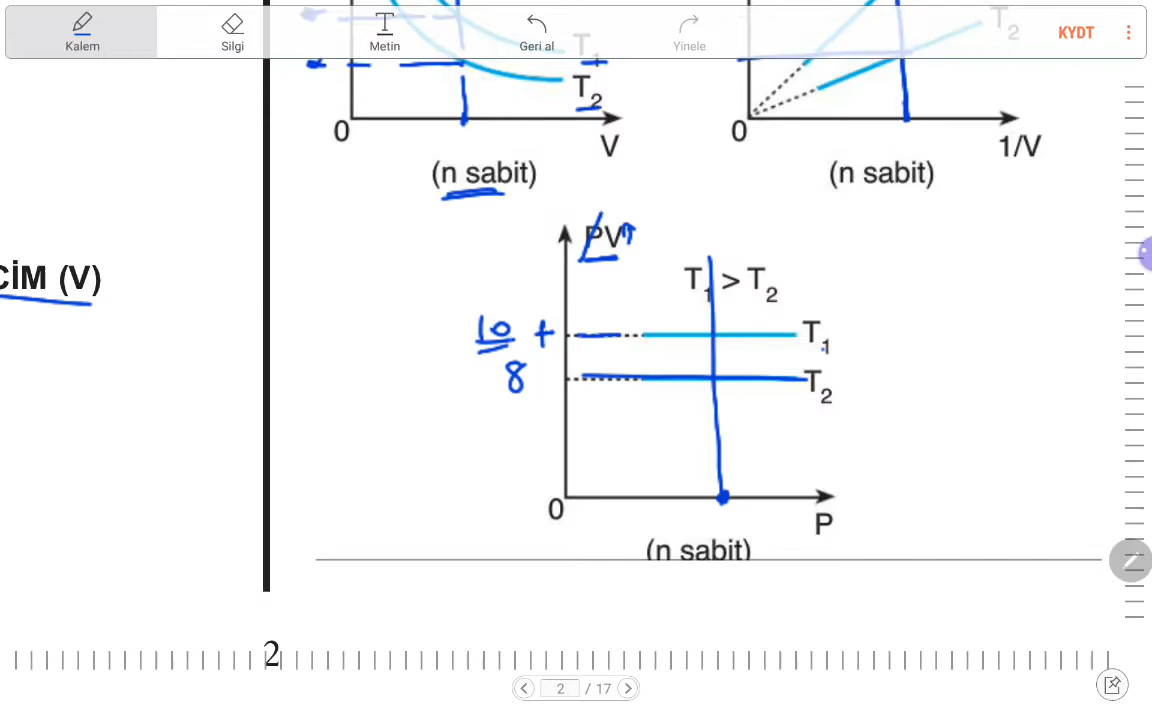 Kalem Silgi Metin Geri al Yinele KYDT
T1 T2
T2
0 V 0 1/V
(n sabit) (n sabit)
PV
CİM (V) T1 > T2
10 T1
8 T2
0 P
(n sabit)
2
2 / 17